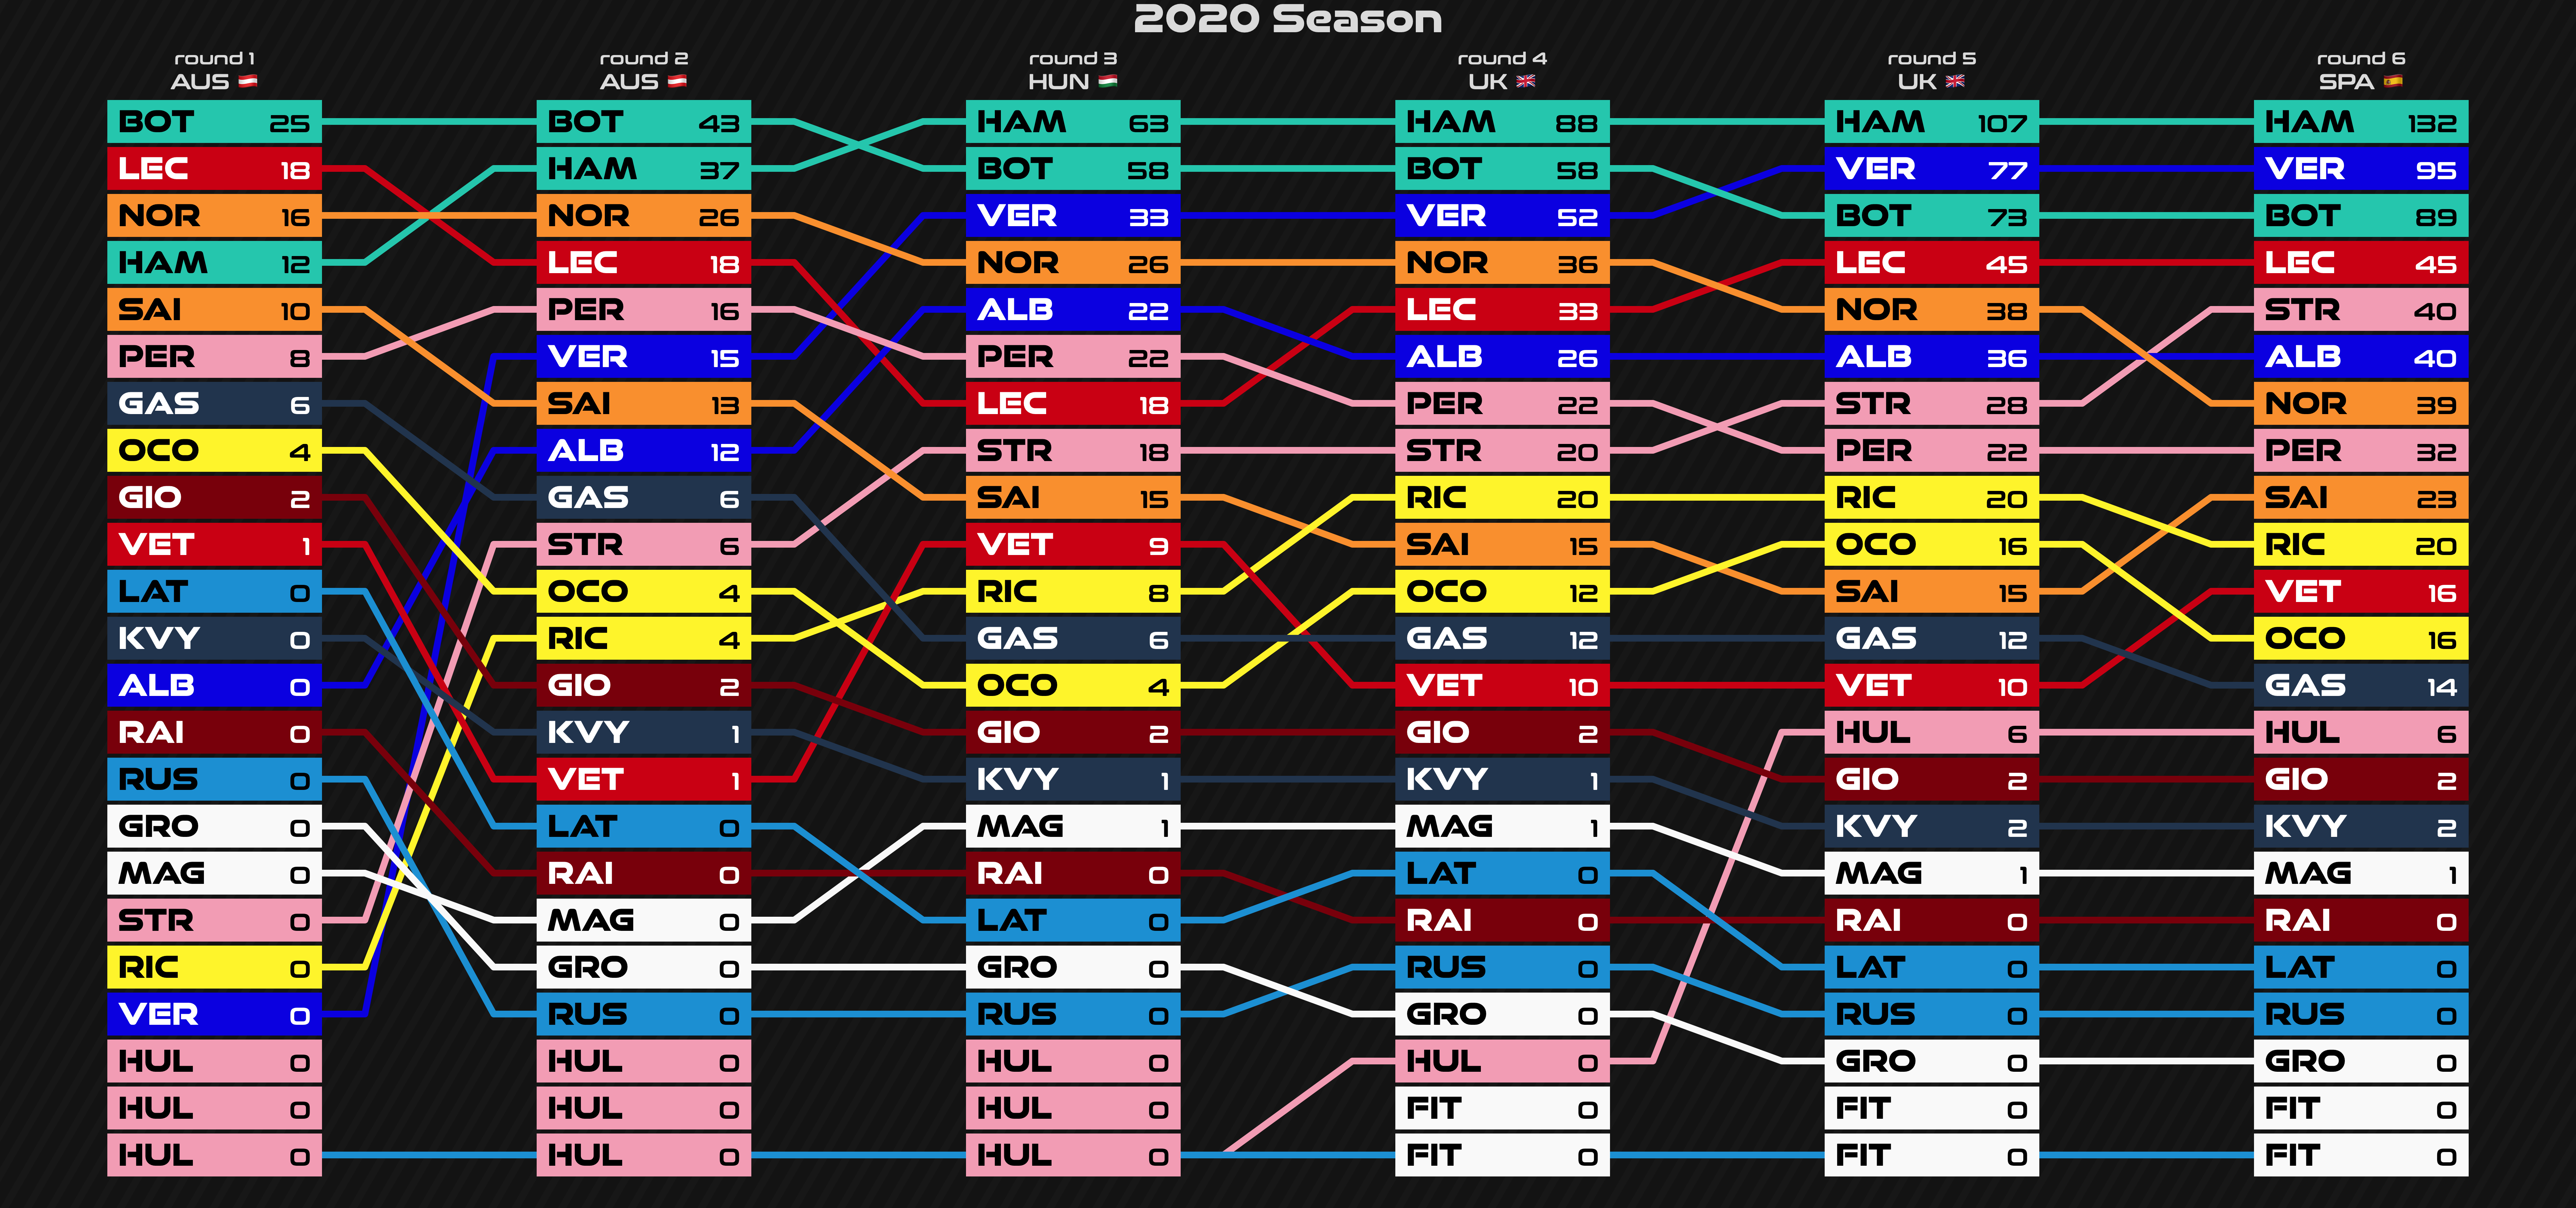 2020 Season
round 1 round 2 round 3 round 4 round 5 round 6
AUS AUS HUN UK UK SPA
BOT 25 BOT 43 HAM 63 HAM 88 HAM 107 HAM 132
LEC 18 HAM 37 BOT 58 BOT 58 VER 77 VER 95
NOR 16 NOR 26 VER 33 VER 52 BOT 73 BOT 89
HAM 12 LEC 18 NOR 26 NOR 36 LEC 45 LEC 45
SAI 10 PER 16 ALB 22 LEC 33 NOR 38 STR 40
PER 8 VER 15 PER 22 ALB 26 ALB 36 ALB 40
GAS 6 SAI 13 LEC 18 PER 22 STR 28 NOR 39
OCO 4 ALB 12 STR 18 STR 20 PER 22 PER 32
GIO 2 GAS 6 SAI 15 RIC 20 RIC 20 SAI 23
VET 1 STR 6 VET 9 SAI 15 OCO 16 RIC 20
LAT 0 OCO 4 RIC 8 OCO 12 SAI 15 VET 16
KVY 0 RIC 4 GAS 6 GAS 12 GAS 12 OCO 16
ALB 0 GIO 2 OCO 4 VET 10 VET 10 GAS 14
RAI 0 KVY 1 GIO 2 GIO 2 HUL 6 HUL 6
RUS 0 VET 1 KVY 1 KVY 1 GIO 2 GIO 2
GRO 0 LAT 0 MAG 1 MAG 1 KVY 2 KVY 2
MAG 0 RAI 0 RAI 0 LAT 0 MAG 1 MAG 1
STR 0 MAG 0 LAT 0 RAI 0 RAI 0 RAI 0
RIC 0 GRO 0 GRO 0 RUS 0 LAT 0 LAT 0
VER 0 RUS 0 RUS 0 GRO 0 RUS 0 RUS 0
HUL 0 HUL 0 HUL 0 HUL 0 GRO 0 GRO 0
HUL 0 HUL 0 HUL 0 FIT 0 FIT 0 FIT 0
HUL 0 HUL 0 HUL 0 FIT 0 FIT 0 FIT 0